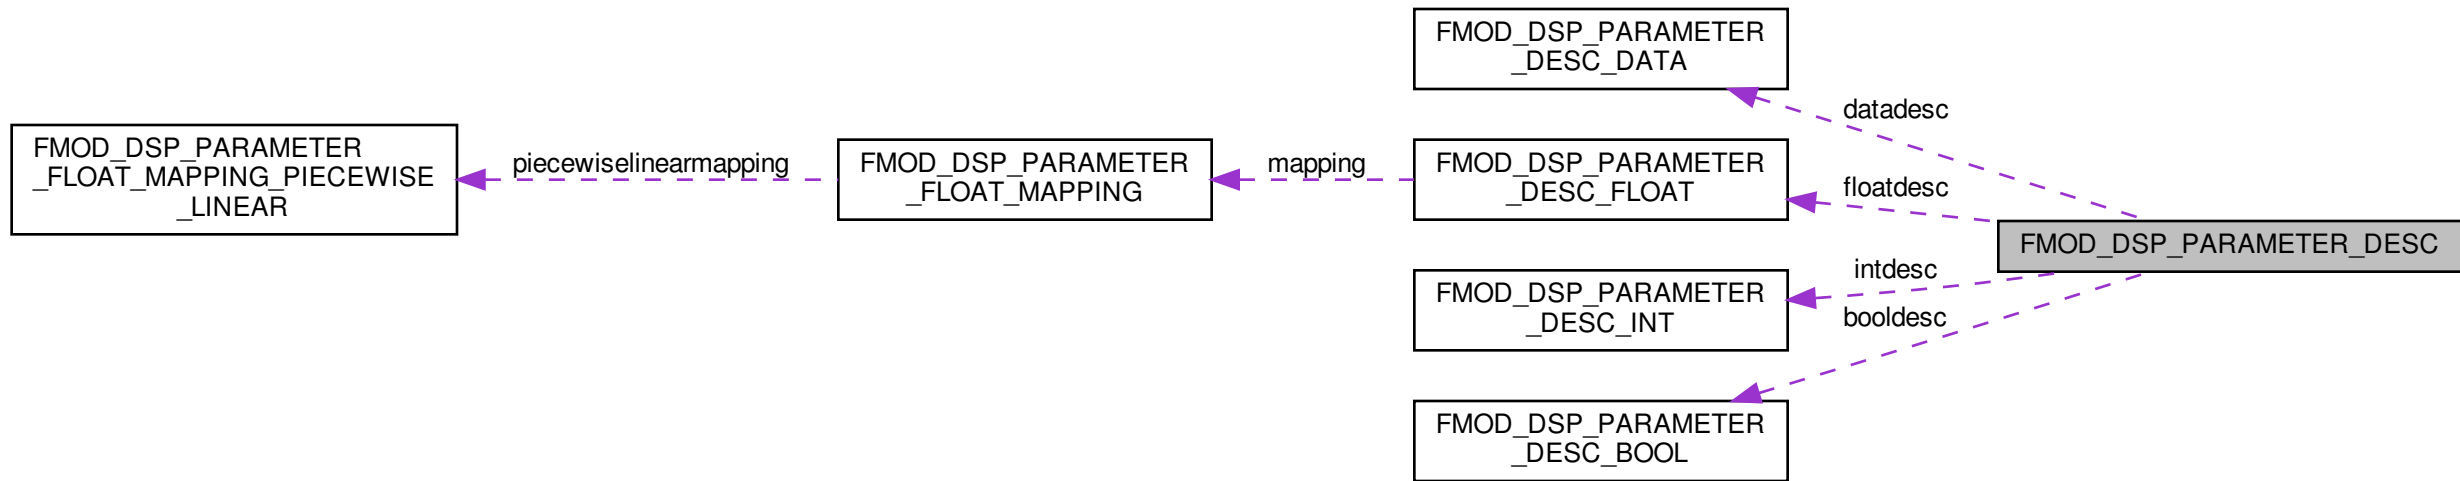 FMOD_DSP_PARAMETER
_DESC_DATA
datadesc
FMOD_DSP_PARAMETER
_FLOAT_MAPPING_PIECEWISE
_LINEAR
piecewiselinearmapping
FMOD_DSP_PARAMETER
_FLOAT_MAPPING
mapping
FMOD_DSP_PARAMETER
_DESC_FLOAT
floatdesc
FMOD_DSP_PARAMETER_DESC
intdesc
FMOD_DSP_PARAMETER
_DESC_INT
booldesc
FMOD_DSP_PARAMETER
_DESC_BOOL